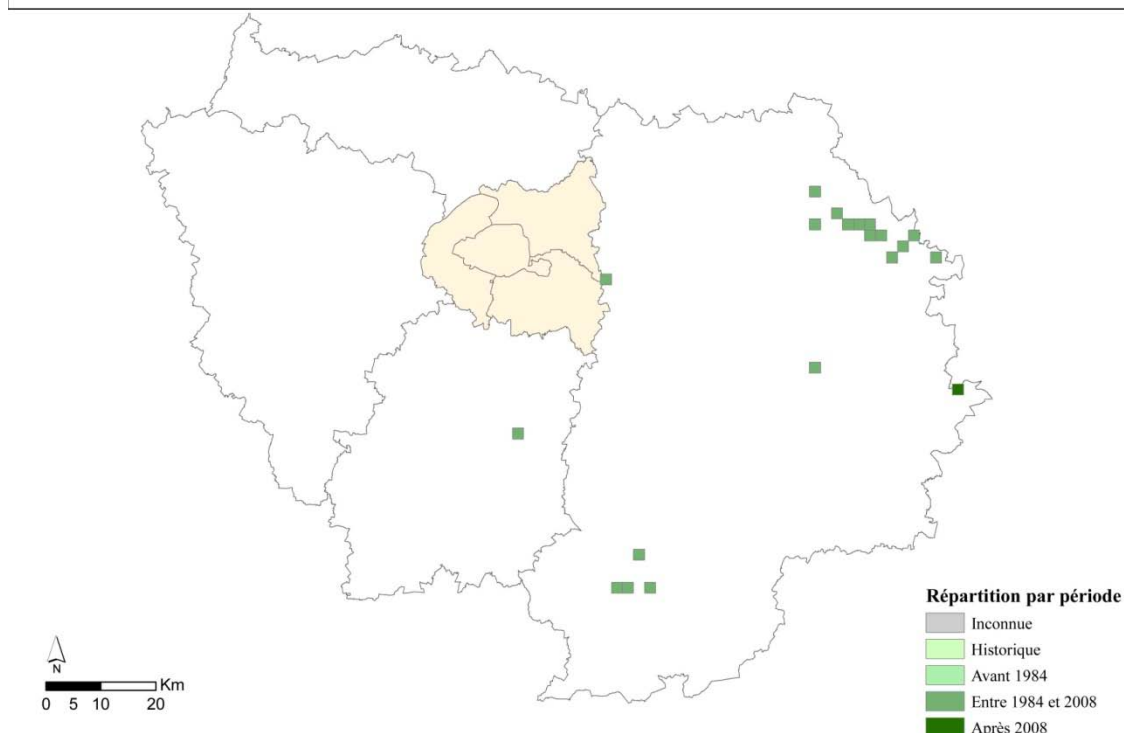 N
Km
0 5 10 20
Répartition par période
Inconnue
Historique
Avant 1984
Entre 1984 et 2008
Après 2008